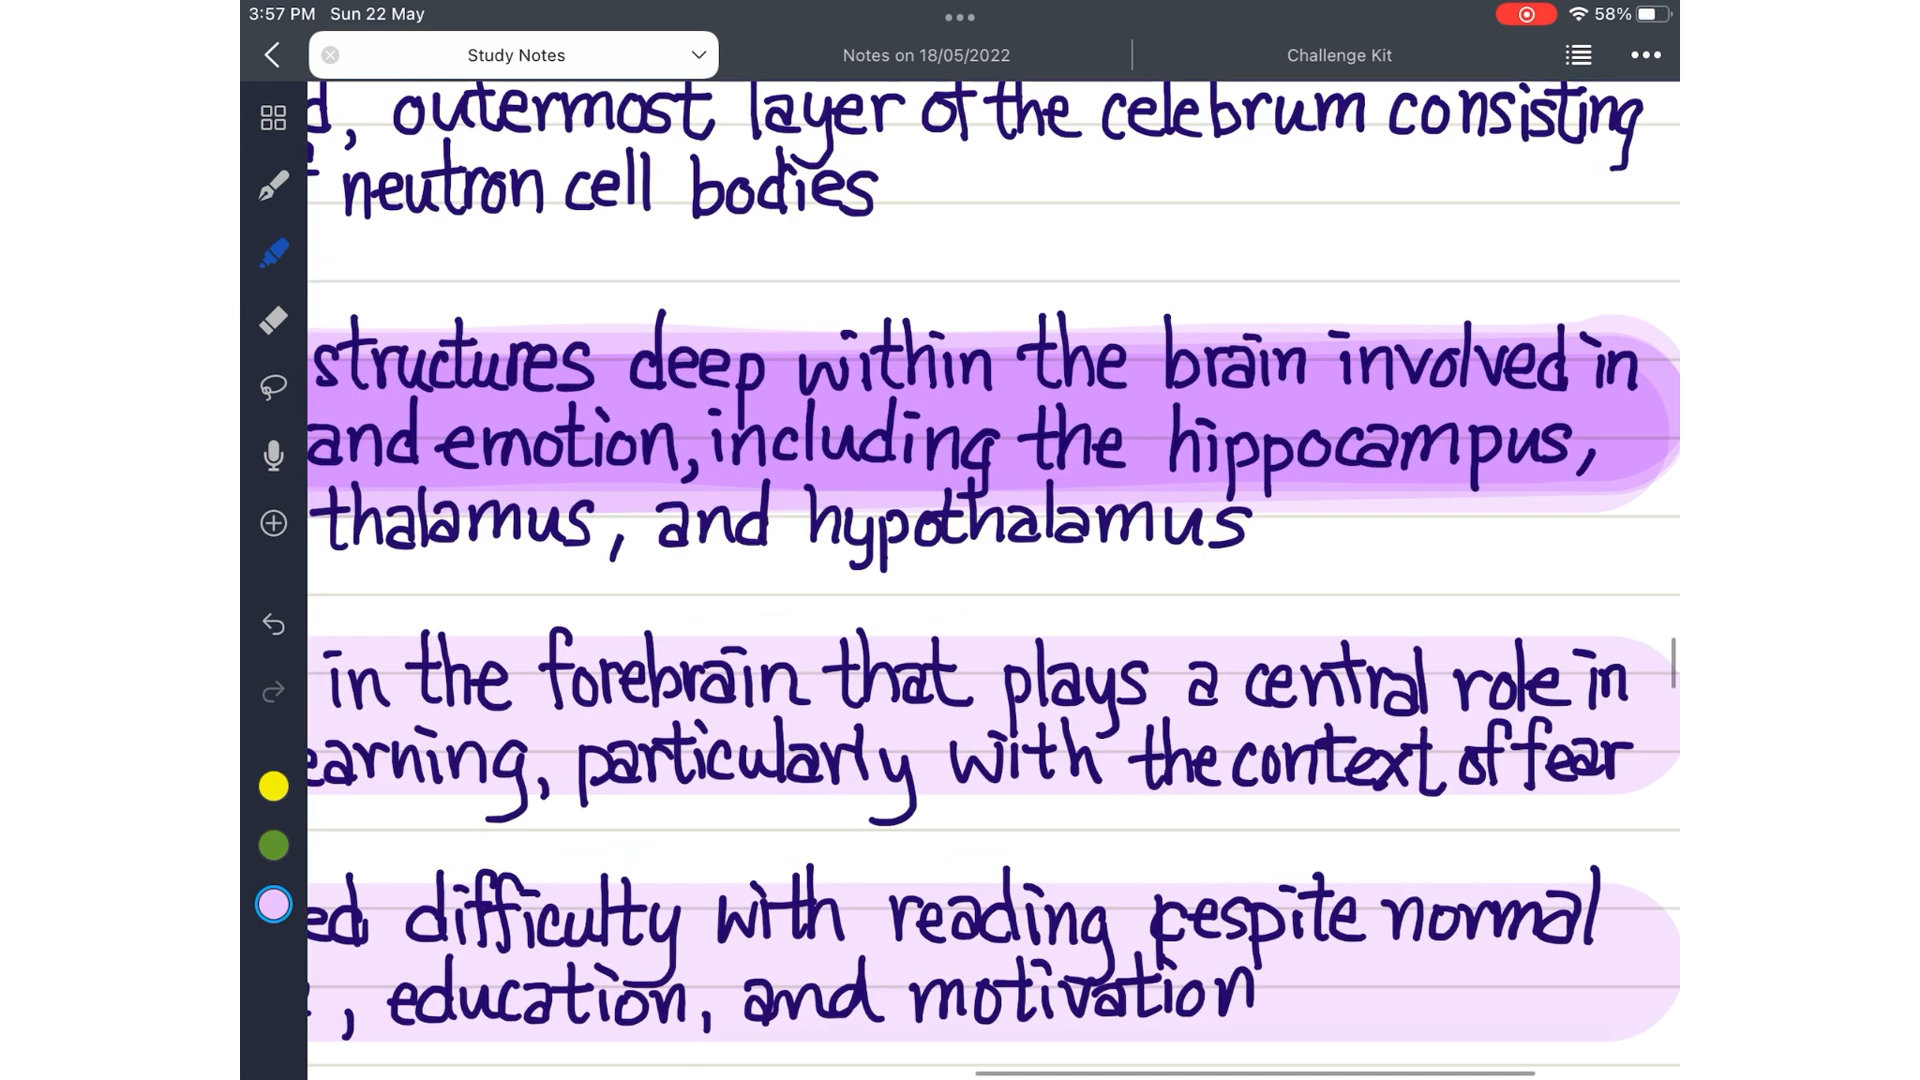 3:57 PM Sun 22 May
58%
Study Notes
Notes on 18/05/2022
Challenge Kit
, outermost layer of the celebrum consisting
neutron cell bodies
structures deep within the brain involved in
and emotion, including the hippocampus,
thalamus, and hypothalamus
in the forebrain that plays a central role in
earning, particularly with the context of fear
ed difficulty with reading pespite normal
, education, and motivation